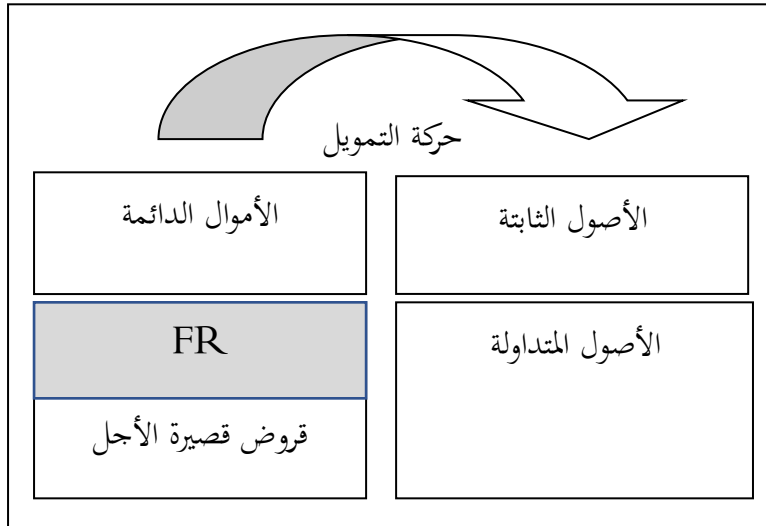 حركة التمويل
الأصول الثابتة
الأموال الدائمة
الأصول المتداولة
FR
قروض قصيرة الأجل